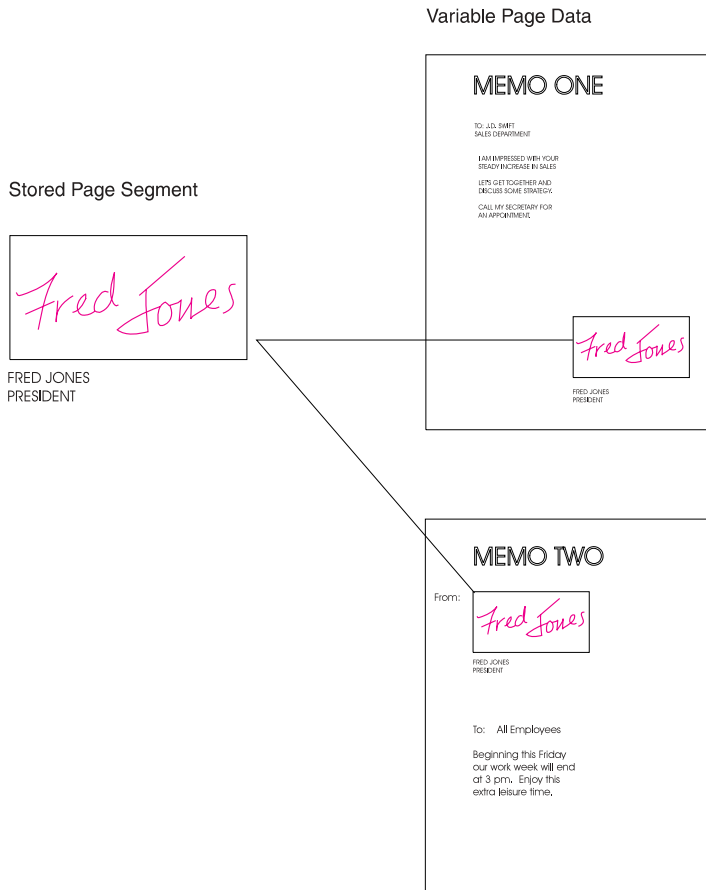 Variable Page Data
MEMO ONE
TO: J.D. SWIFT
SALES DEPARTMENT
I AM IMPRESSED WITH YOUR
STEADY INCREASE IN SALES
LET'S GET TOGETHER AND
DISCUSS SOME STRATEGY.
CALL MY SECRETARY FOR
AN APPOINTMENT.
Fred Jones
FRED JONES
PRESIDENT
Stored Page Segment
Fred Jones
FRED JONES
PRESIDENT
MEMO TWO
From:
Fred Jones
FRED JONES
PRESIDENT
To: All Employees
Beginning this Friday
our work week will end
at 3 pm. Enjoy this
extra leisure time.